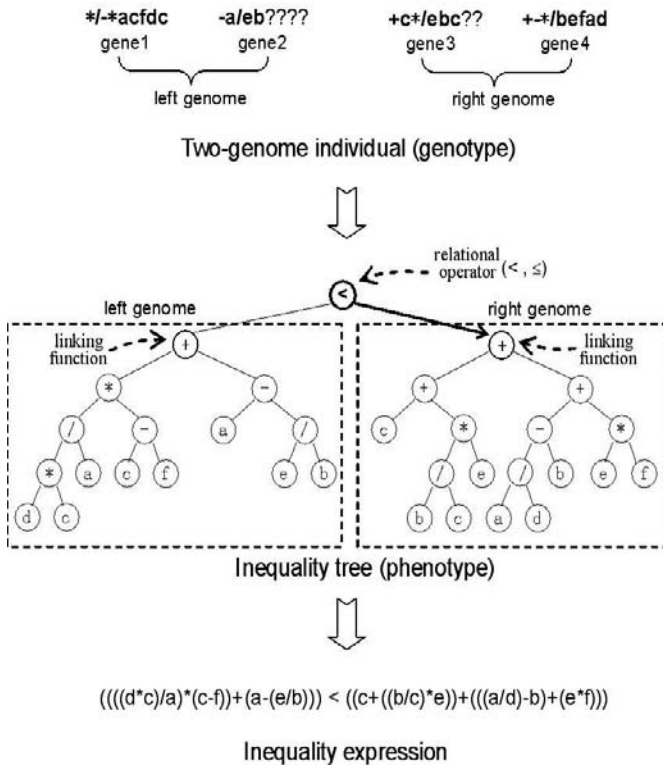 */-*acfdc -a/eb???? +c*/ebc?? +-*/befad
gene1 gene2 gene3 gene4
left genome right genome
Two-genome individual (genotype)
relational
operator (< , ≤)
<
left genome right genome
linking
function
+
+
linking
function
* - + +
/ - a / c * - *
* a c f e b / e / b e f
d c b c a d
Inequality tree (phenotype)
((((d*c)/a)*(c-f))+(a-(e/b))) < ((c+((b/c)*e))+(((a/d)-b)+(e*f)))
Inequality expression